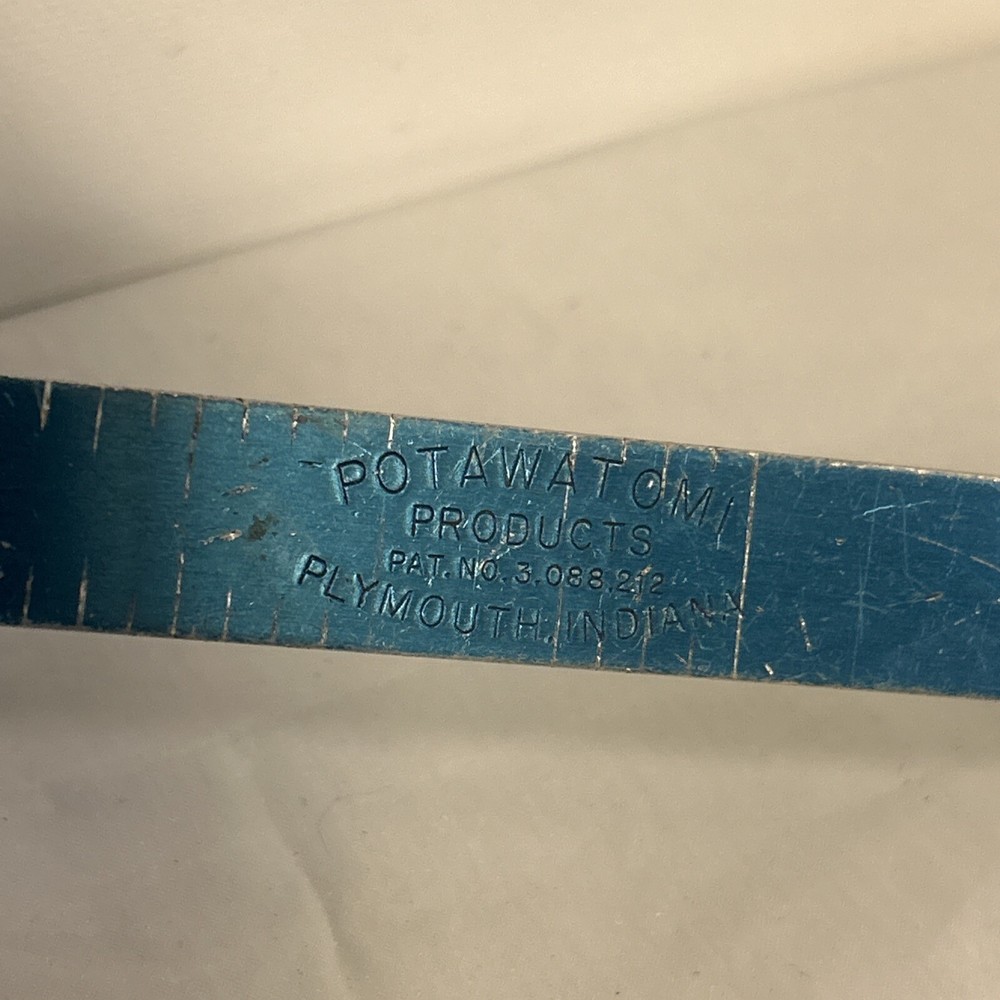 POTAWATOMI
PRODUCTS
PAT. NO. 3,088,212
PLYMOUTH, INDIANA